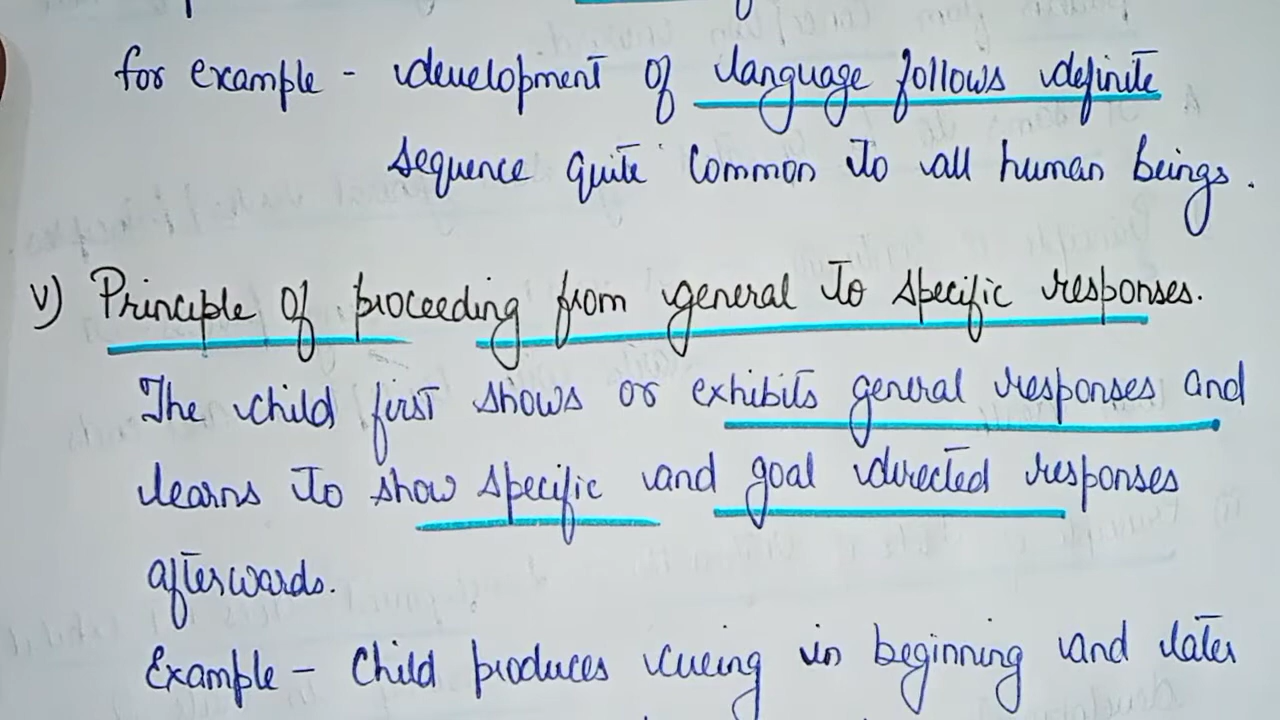 for example - development of language follows definite
sequence quite common to all human beings.
v) Principle of proceeding from general to specific responses.
The child first shows or exhibits general responses and
learns to show specific and goal directed responses
afterwards.
Example - Child produces cueing in beginning and later